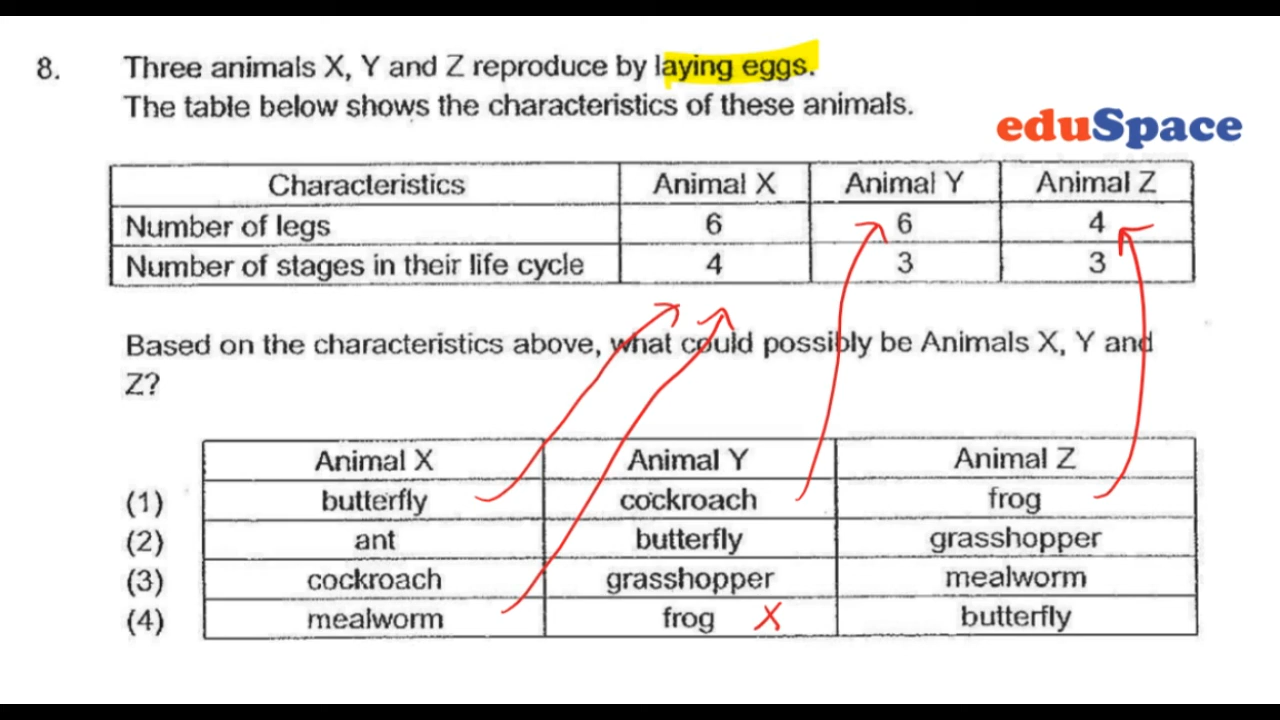 8. Three animals X, Y and Z reproduce by laying eggs.
The table below shows the characteristics of these animals.
eduSpace
Characteristics Animal X Animal Y Animal Z
Number of legs 6 6 4
Number of stages in their life cycle 4 3 3
Based on the characteristics above, what could possibly be Animals X, Y and
Z?
Animal X Animal Y Animal Z
(1) butterfly cockroach frog
(2) ant butterfly grasshopper
(3) cockroach grasshopper mealworm
(4) mealworm frog X butterfly